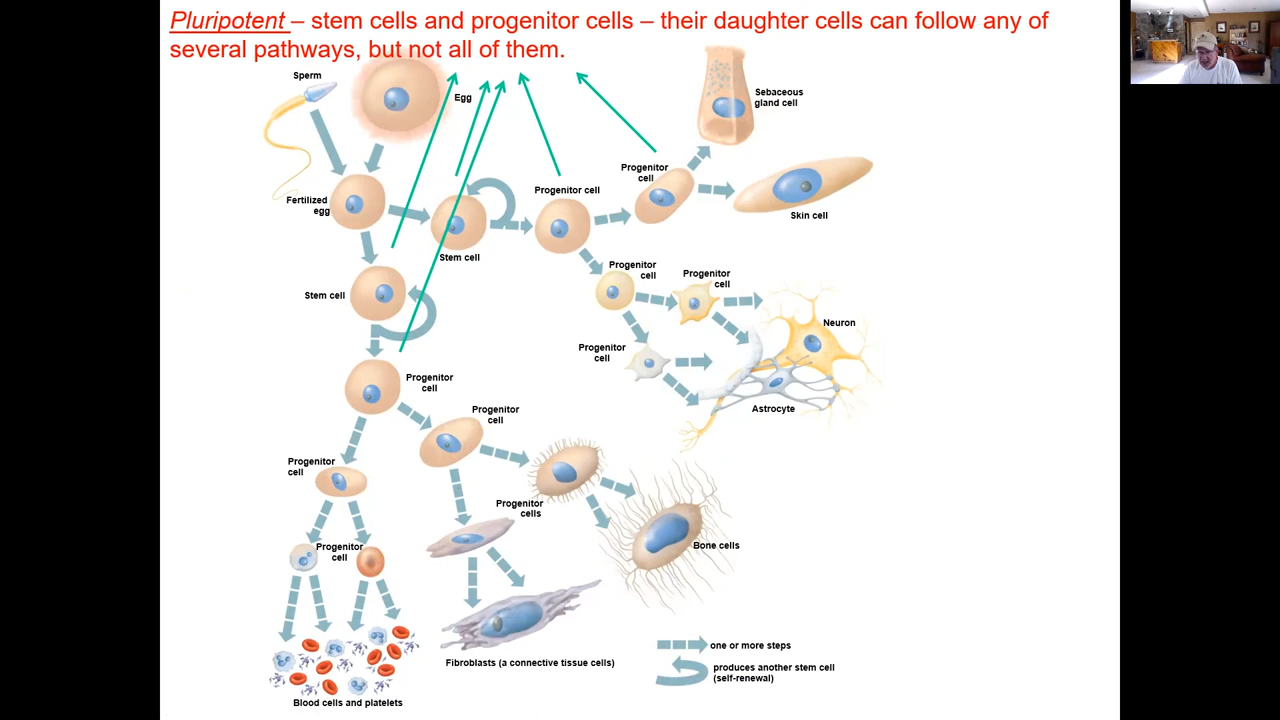 Pluripotent – stem cells and progenitor cells – their daughter cells can follow any of
several pathways, but not all of them.
Sperm
Egg
Sebaceous
gland cell
Progenitor
cell
Progenitor cell
Fertilized
egg
Skin cell
Stem cell
Stem cell
Progenitor
cell
Progenitor
cell
Neuron
Progenitor
cell
Astrocyte
Progenitor
cell
Progenitor
cell
Progenitor
cell
Progenitor
cells
Progenitor
cell
Bone cells
one or more steps
Fibroblasts (a connective tissue cells)
produces another stem cell
(self-renewal)
Blood cells and platelets